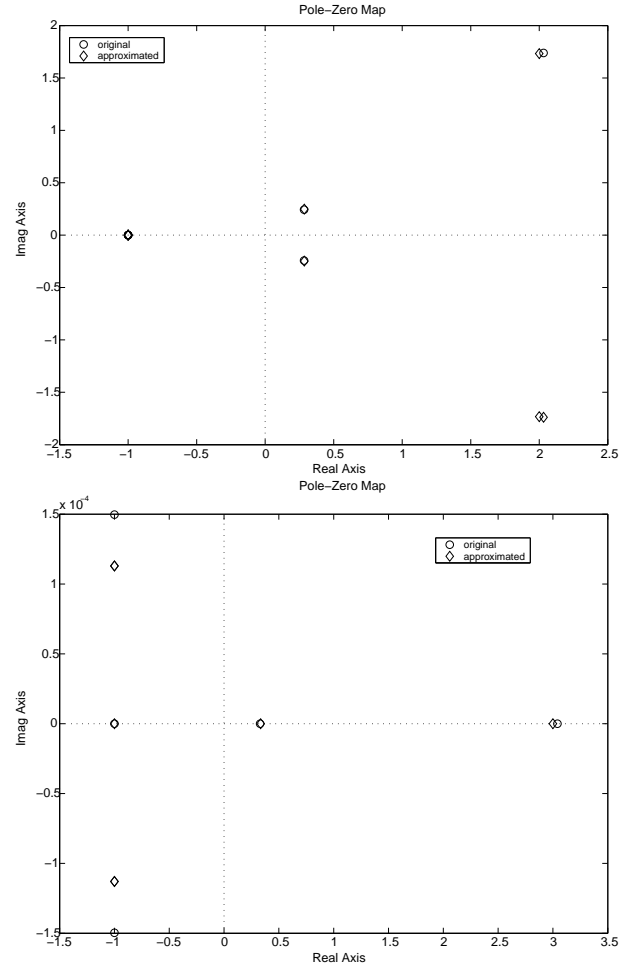 Pole−Zero Map
2
original
approximated
1.5
1
0.5
0
−0.5
−1
−1.5
−2
Imag Axis
−1.5 −1 −0.5 0 0.5 1 1.5 2 2.5
Real Axis
Pole−Zero Map
x 10⁻⁴
1.5
original
approximated
1
0.5
0
−0.5
−1
−1.5
Imag Axis
−1.5 −1 −0.5 0 0.5 1 1.5 2 2.5 3 3.5
Real Axis